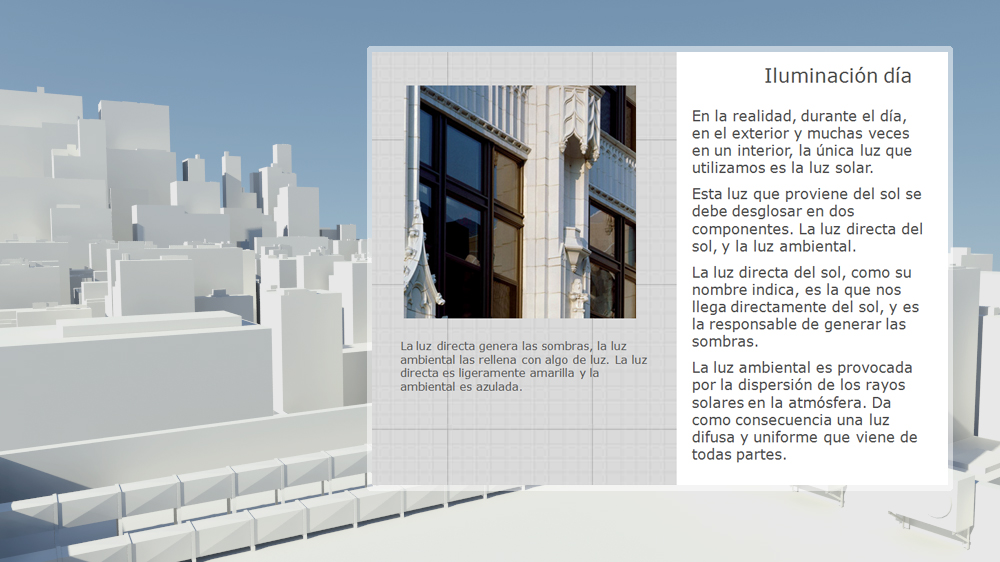 Iluminación día
En la realidad, durante el día,
en el exterior y muchas veces
en un interior, la única luz que
utilizamos es la luz solar.
Esta luz que proviene del sol se
debe desglosar en dos
componentes. La luz directa del
sol, y la luz ambiental.
La luz directa del sol, como su
nombre indica, es la que nos
llega directamente del sol, y es
la responsable de generar las
sombras.
La luz ambiental es provocada
por la dispersión de los rayos
solares en la atmósfera. Da
como consecuencia una luz
difusa y uniforme que viene de
todas partes.
La luz directa genera las sombras, la luz
ambiental las rellena con algo de luz. La luz
directa es ligeramente amarilla y la
ambiental es azulada.